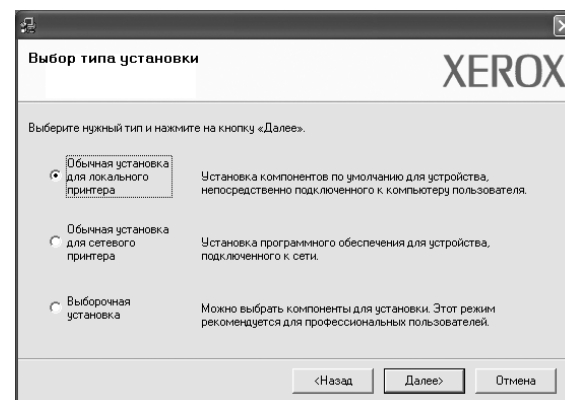 Выбор типа установки
XEROX
Выберите нужный тип и нажмите на кнопку «Далее».
Обычная установка
для локального
принтера
Установка компонентов по умолчанию для устройства,
непосредственно подключенного к компьютеру пользователя.
Обычная установка
для сетевого
принтера
Установка программного обеспечения для устройства,
подключенного к сети.
Выборочная
установка
Можно выбрать компоненты для установки. Этот режим
рекомендуется для профессиональных пользователей.
<Назад
Далее>
Отмена